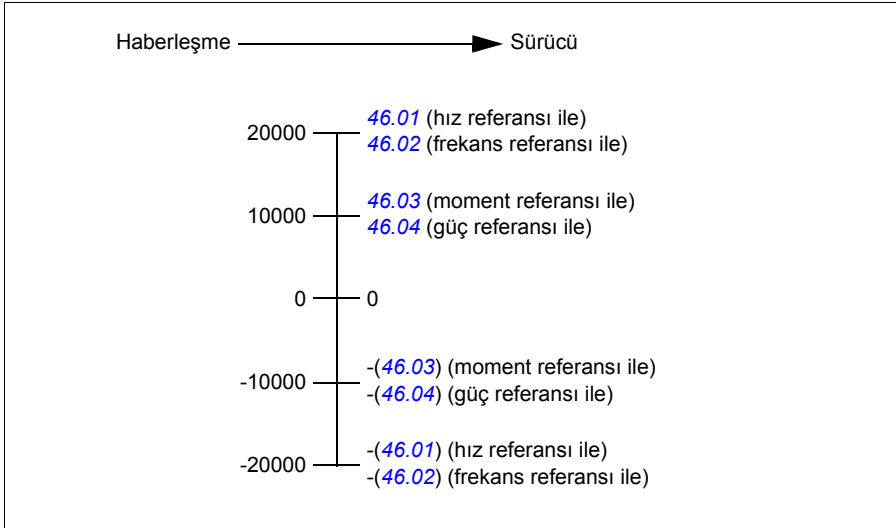 Haberleşme Sürücü
46.01 (hız referansı ile)
20000
46.02 (frekans referansı ile)
46.03 (moment referansı ile)
10000
46.04 (güç referansı ile)
0 0
-(46.03) (moment referansı ile)
-10000
-(46.04) (güç referansı ile)
-(46.01) (hız referansı ile)
-20000
-(46.02) (frekans referansı ile)